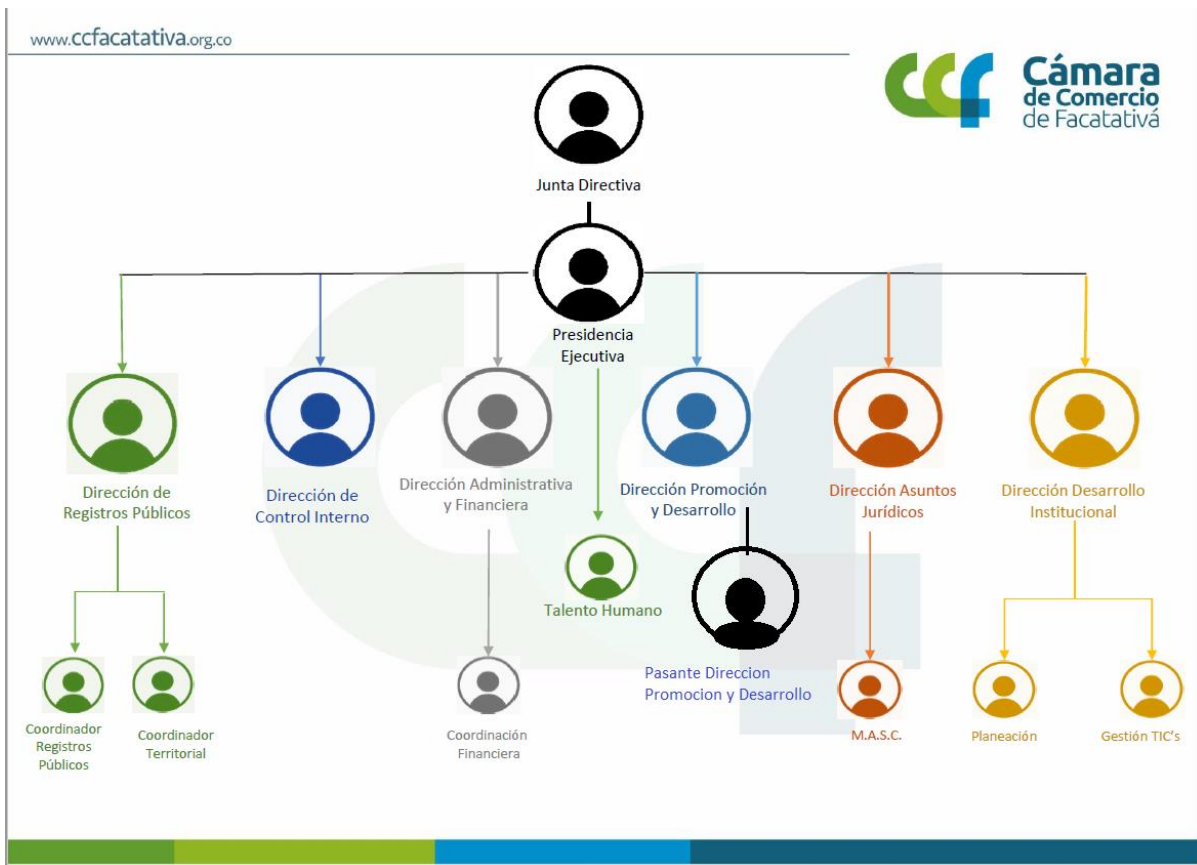 www.ccfacatativa.org.co
CCF
Cámara
de Comercio
de Facatativá
Junta Directiva
Presidencia
Ejecutiva
Dirección de
Registros Públicos
Dirección de
Control Interno
Dirección Administrativa
y Financiera
Dirección Promoción
y Desarrollo
Dirección Asuntos
Jurídicos
Dirección Desarrollo
Institucional
Talento Humano
Pasante Direccion
Promocion y Desarrollo
Coordinador
Registros
Públicos
Coordinador
Territorial
Coordinación
Financiera
M.A.S.C.
Planeación
Gestión TIC's